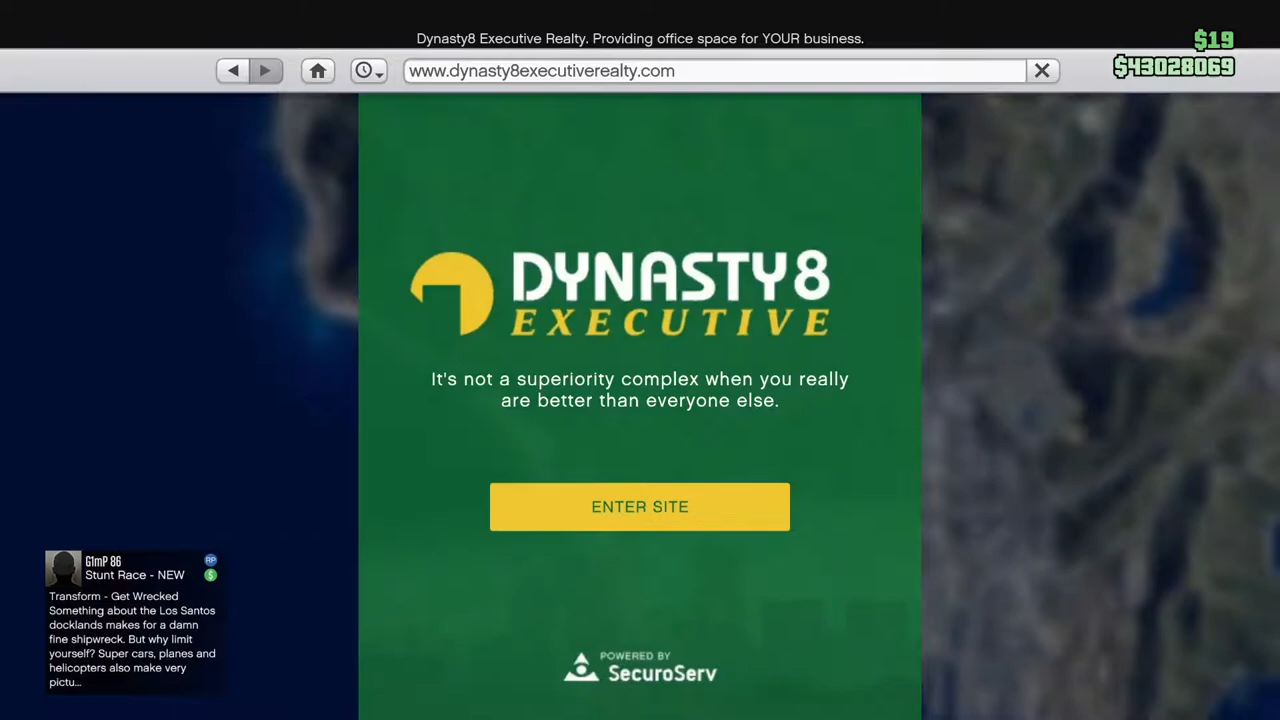 Dynasty8 Executive Realty. Providing office space for YOUR business.
$19
$43028069
www.dynasty8executiverealty.com
DYNASTY8
EXECUTIVE
It's not a superiority complex when you really
are better than everyone else.
ENTER SITE
G1mP 86
RP
Stunt Race - NEW
$
Transform - Get Wrecked
Something about the Los Santos
docklands makes for a damn
fine shipwreck. But why limit
yourself? Super cars, planes and
helicopters also make very
pictu...
POWERED BY
SecuroServ